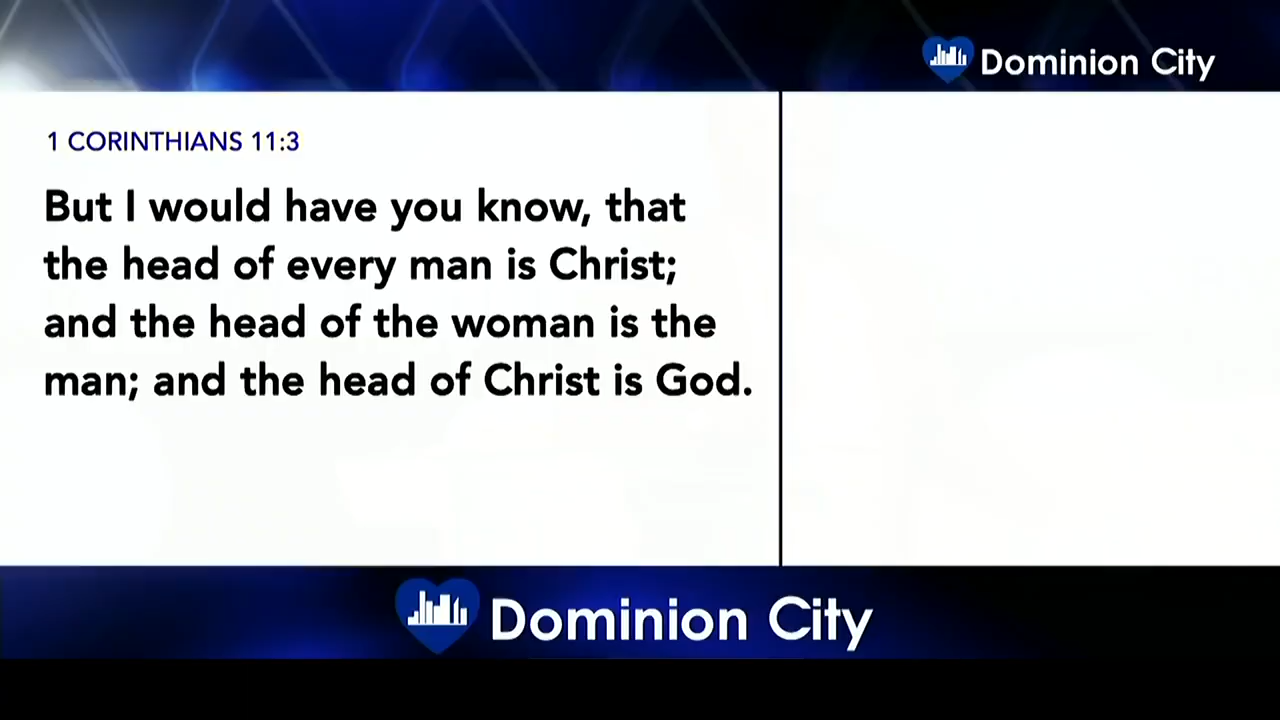 Dominion City
1 CORINTHIANS 11:3
But I would have you know, that
the head of every man is Christ;
and the head of the woman is the
man; and the head of Christ is God.
Dominion City